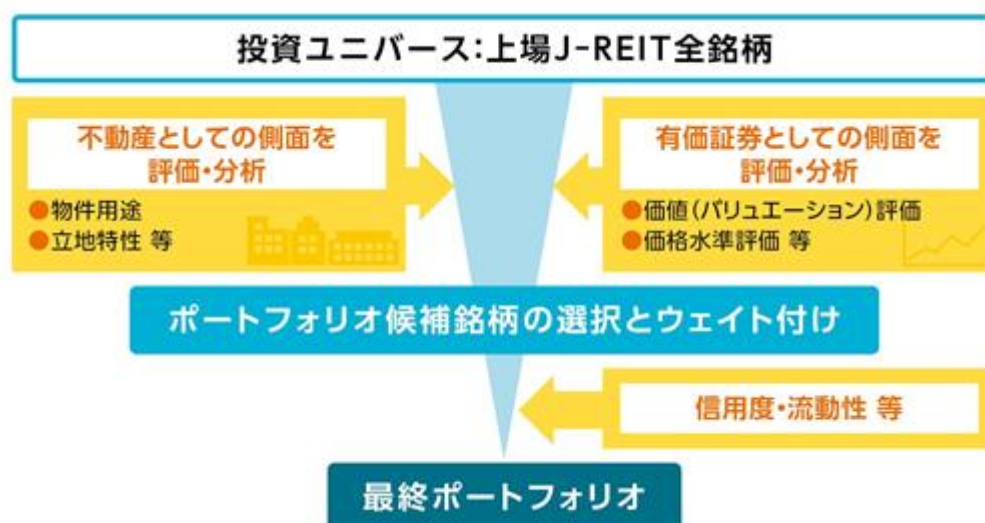 投資ユニバース:上場J-REIT全銘柄
不動産としての側面を
評価・分析
●物件用途
●立地特性 等
有価証券としての側面を
評価・分析
●価値(バリュエーション)評価
●価格水準評価 等
ポートフォリオ候補銘柄の選択とウェイト付け
信用度・流動性 等
最終ポートフォリオ